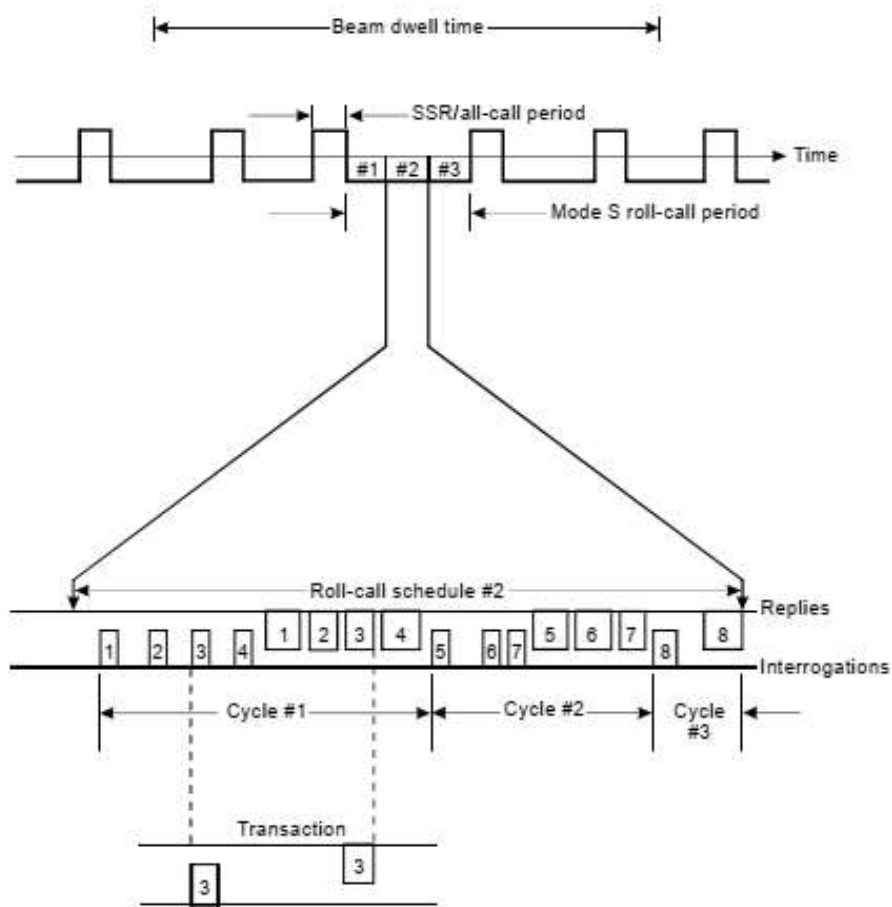 Beam dwell time
SSR/all-call period
#1 #2 #3
Time
Mode S roll-call period
Roll-call schedule #2
Replies
1 2 3 4 5 6 7 8
1 2 3 4 5 6 7 8
Interrogations
Cycle #1 Cycle #2 Cycle
#3
Transaction
3
3